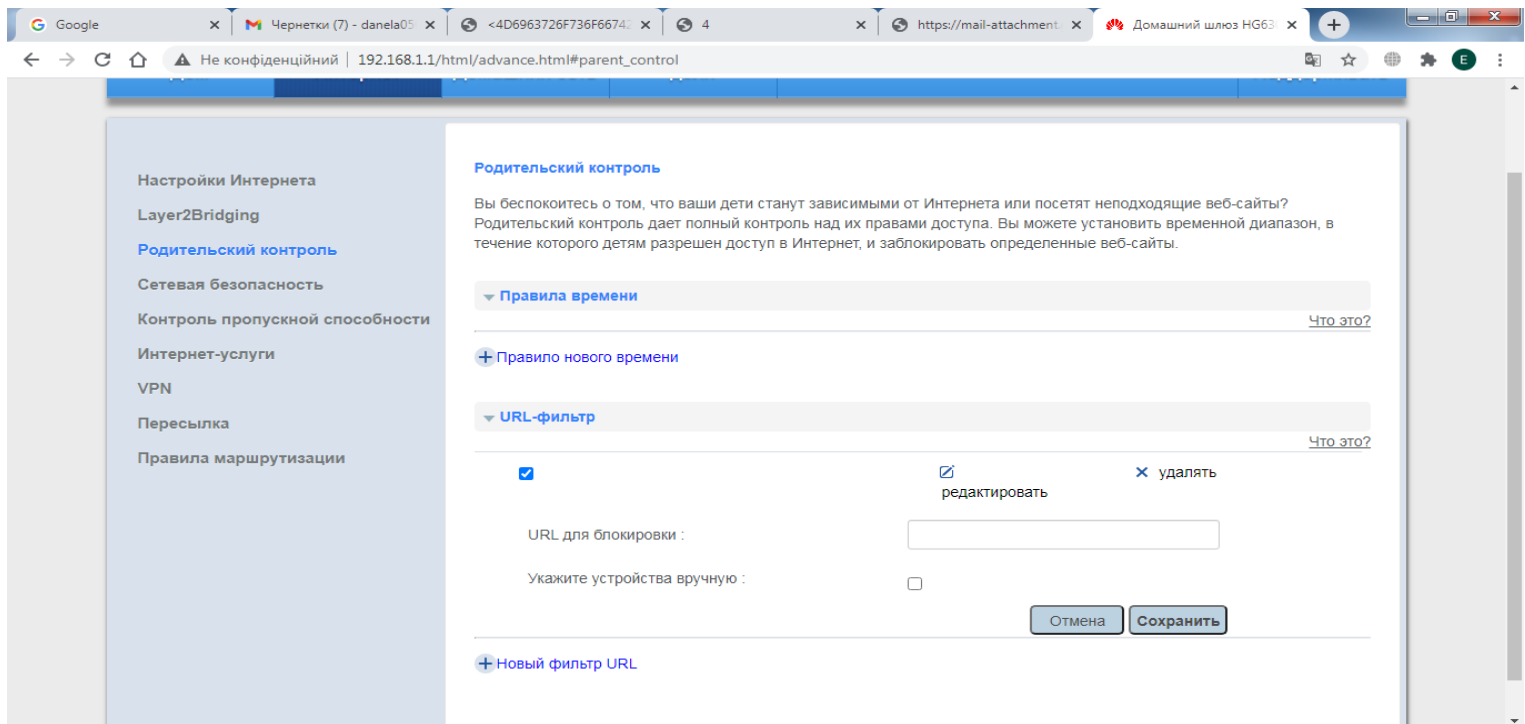 Google
Чернетки (7) - danela05
<4D6963726F736F66742
4
https://mail-attachment.
Домашний шлюз HG63
Не конфіденційний | 192.168.1.1/html/advance.html#parent_control
E
Настройки Интернета
Layer2Bridging
Родительский контроль
Сетевая безопасность
Контроль пропускной способности
Интернет-услуги
VPN
Пересылка
Правила маршрутизации
Родительский контроль
Вы беспокоитесь о том, что ваши дети станут зависимыми от Интернета или посетят неподходящие веб-сайты?
Родительский контроль дает полный контроль над их правами доступа. Вы можете установить временной диапазон, в
течение которого детям разрешен доступ в Интернет, и заблокировать определенные веб-сайты.
Правила времени
Что это?
Правило нового времени
URL-фильтр
Что это?
редактировать
удалять
URL для блокировки :
Укажите устройства вручную :
Отмена
Сохранить
Новый фильтр URL